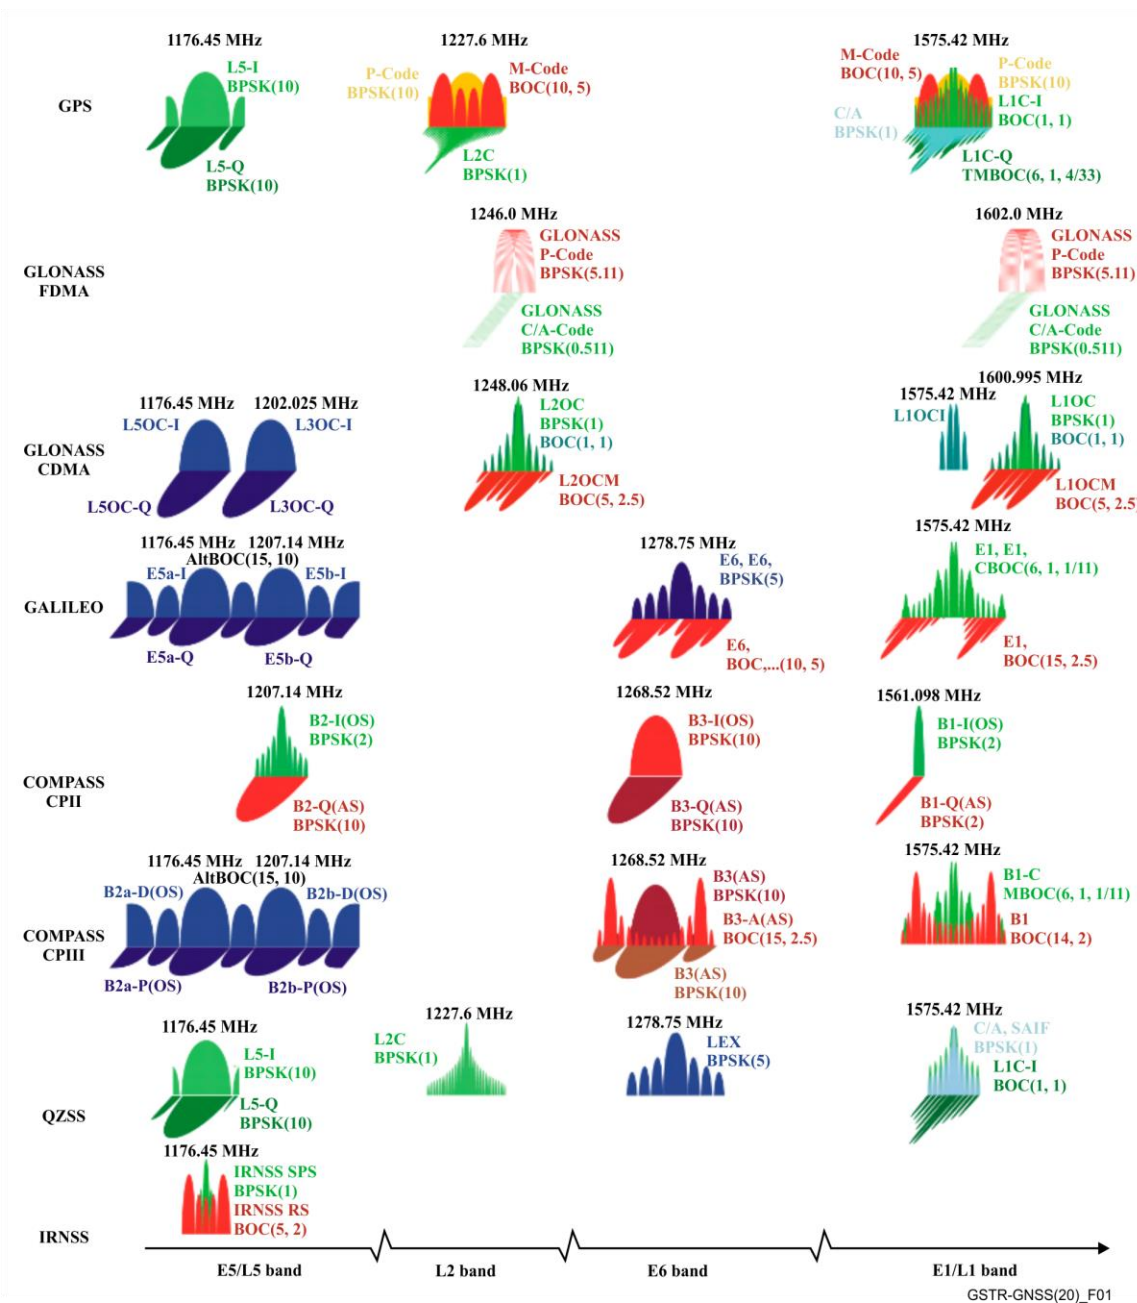 1176.45 MHz
L5-I
BPSK(10)
L5-Q
BPSK(10)
1227.6 MHz
P-Code
BPSK(10)
M-Code
BOC(10, 5)
L2C
BPSK(1)
1575.42 MHz
M-Code
BOC(10, 5)
P-Code
BPSK(10)
C/A
BPSK(1)
L1C-I
BOC(1, 1)
L1C-Q
TMBOC(6, 1, 4/33)
GPS
1246.0 MHz
GLONASS
P-Code
BPSK(5.11)
GLONASS
C/A-Code
BPSK(0.511)
1602.0 MHz
GLONASS
P-Code
BPSK(5.11)
GLONASS
C/A-Code
BPSK(0.511)
GLONASS
FDMA
1176.45 MHz
1202.025 MHz
L5OC-I
L3OC-I
L5OC-Q
L3OC-Q
1248.06 MHz
L2OC
BPSK(1)
BOC(1, 1)
L2OCM
BOC(5, 2.5)
1600.995 MHz
1575.42 MHz
L1OCI
L1OC
BPSK(1)
BOC(1, 1)
L1OCM
BOC(5, 2.5)
GLONASS
CDMA
1176.45 MHz
1207.14 MHz
AltBOC(15, 10)
E5a-I
E5b-I
E5a-Q
E5b-Q
1278.75 MHz
E6, E6,
BPSK(5)
E6,
BOC,...(10, 5)
1575.42 MHz
E1, E1,
CBOC(6, 1, 1/11)
E1,
BOC(15, 2.5)
GALILEO
1207.14 MHz
B2-I(OS)
BPSK(2)
B2-Q(AS)
BPSK(10)
1268.52 MHz
B3-I(OS)
BPSK(10)
B3-Q(AS)
BPSK(10)
1561.098 MHz
B1-I(OS)
BPSK(2)
B1-Q(AS)
BPSK(2)
COMPASS
CPII
1176.45 MHz
1207.14 MHz
AltBOC(15, 10)
B2a-D(OS)
B2b-D(OS)
B2a-P(OS)
B2b-P(OS)
1268.52 MHz
B3(AS)
BPSK(10)
B3-A(AS)
BOC(15, 2.5)
B3(AS)
BPSK(10)
1575.42 MHz
B1-C
MBOC(6, 1, 1/11)
B1
BOC(14, 2)
COMPASS
CPIII
1176.45 MHz
L5-I
BPSK(10)
L5-Q
BPSK(10)
1227.6 MHz
L2C
BPSK(1)
1278.75 MHz
LEX
BPSK(5)
1575.42 MHz
C/A, SAIF
BPSK(1)
L1C-I
BOC(1, 1)
QZSS
1176.45 MHz
IRNSS SPS
BPSK(1)
IRNSS RS
BOC(5, 2)
IRNSS
E5/L5 band
L2 band
E6 band
E1/L1 band
GSTR-GNSS(20)_F01